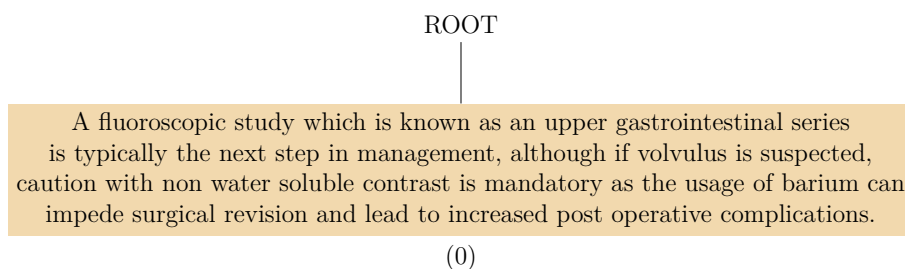 ROOT
A fluoroscopic study which is known as an upper gastrointestinal series
is typically the next step in management, although if volvulus is suspected,
caution with non water soluble contrast is mandatory as the usage of barium can
impede surgical revision and lead to increased post operative complications.
(0)